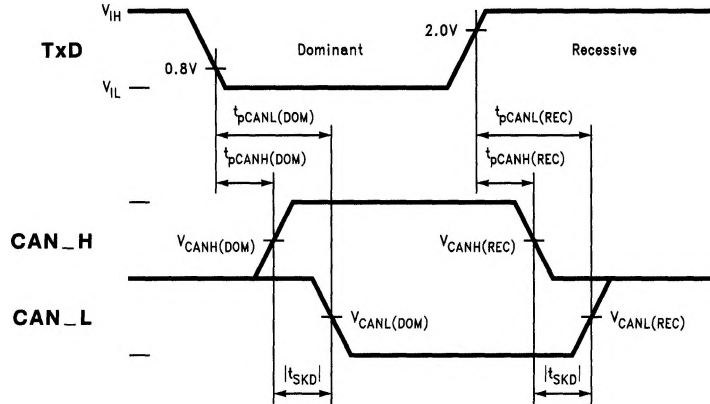 V_IH
TxD
Dominant
2.0V
Recessive
0.8V
V_IL
t_pCANL(DOM)
t_pCANL(REC)
t_pCANH(DOM)
t_pCANH(REC)
CAN_H
V_CANH(DOM)
V_CANH(REC)
CAN_L
V_CANL(DOM)
V_CANL(REC)
|t_SKD|
|t_SKD|